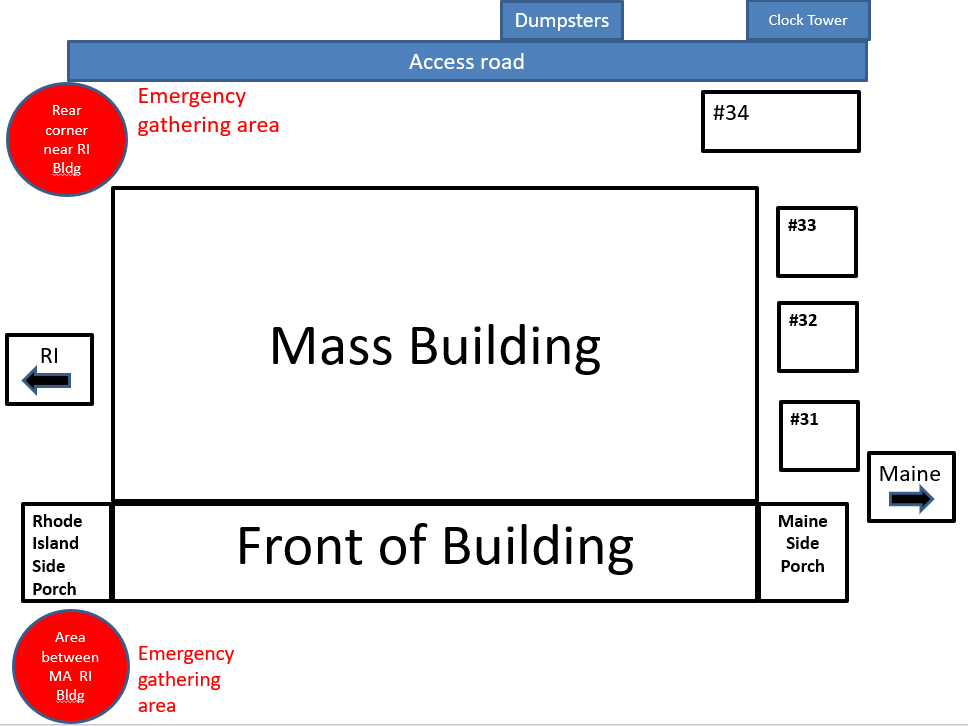 Dumpsters
Clock Tower
Access road
Rear
corner
near RI
Bldg
Emergency
gathering area
#34
#33
Mass Building
#32
RI
#31
Maine
Rhode
Island
Side
Porch
Front of Building
Maine
Side
Porch
Area
between
MA RI
Bldg
Emergency
gathering
area